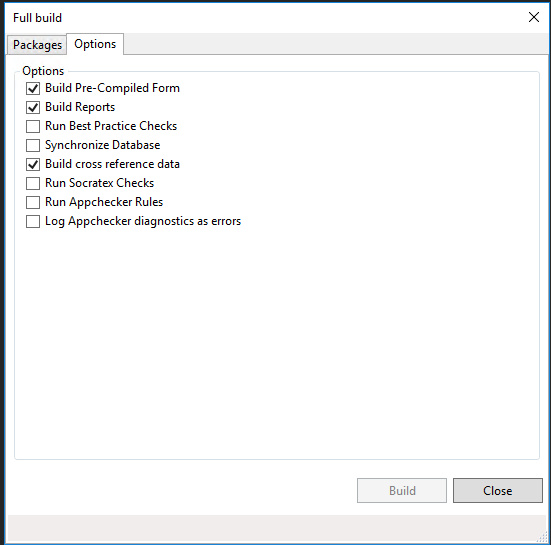 Full build
Packages
Options
Options
Build Pre-Compiled Form
Build Reports
Run Best Practice Checks
Synchronize Database
Build cross reference data
Run Socratex Checks
Run Appchecker Rules
Log Appchecker diagnostics as errors
Build
Close